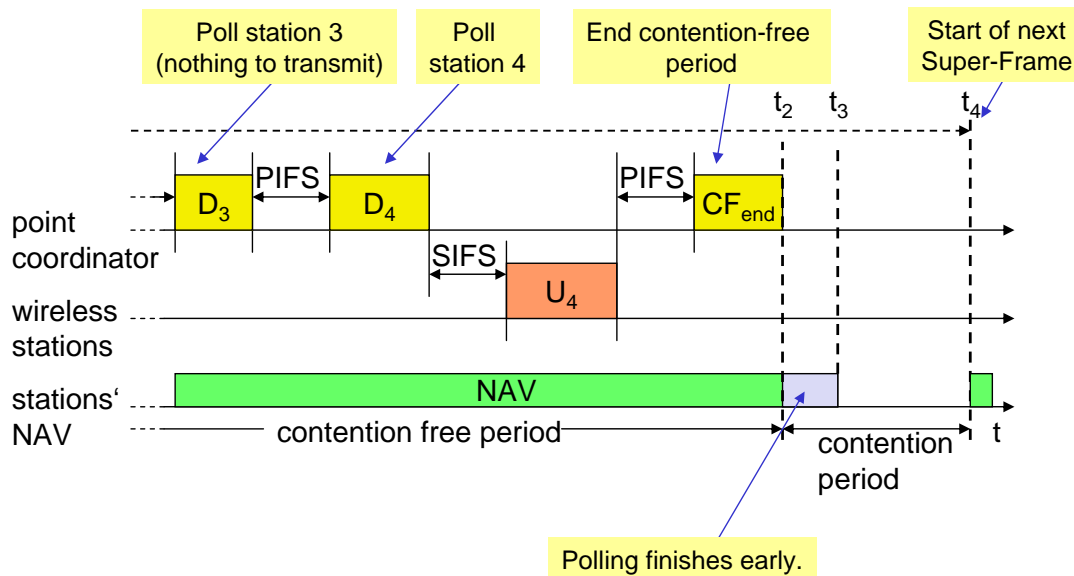 Poll station 3
(nothing to transmit)
Poll
station 4
End contention-free
period
Start of next
Super-Frame
t2
t3
t4
D3
PIFS
D4
PIFS
CFend
point
coordinator
SIFS
U4
wireless
stations
NAV
stations‘
NAV
contention free period
contention
period
t
Polling finishes early.